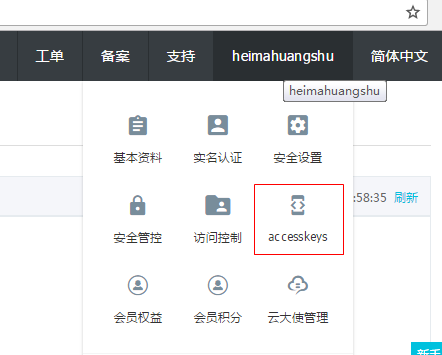 工单 备案 支持 heimahuangshu 简体中文
heimahuangshu
基本资料 实名认证 安全设置
:58:35 刷新
安全管控 访问控制 accesskeys
会员权益 会员积分 云大使管理
新手